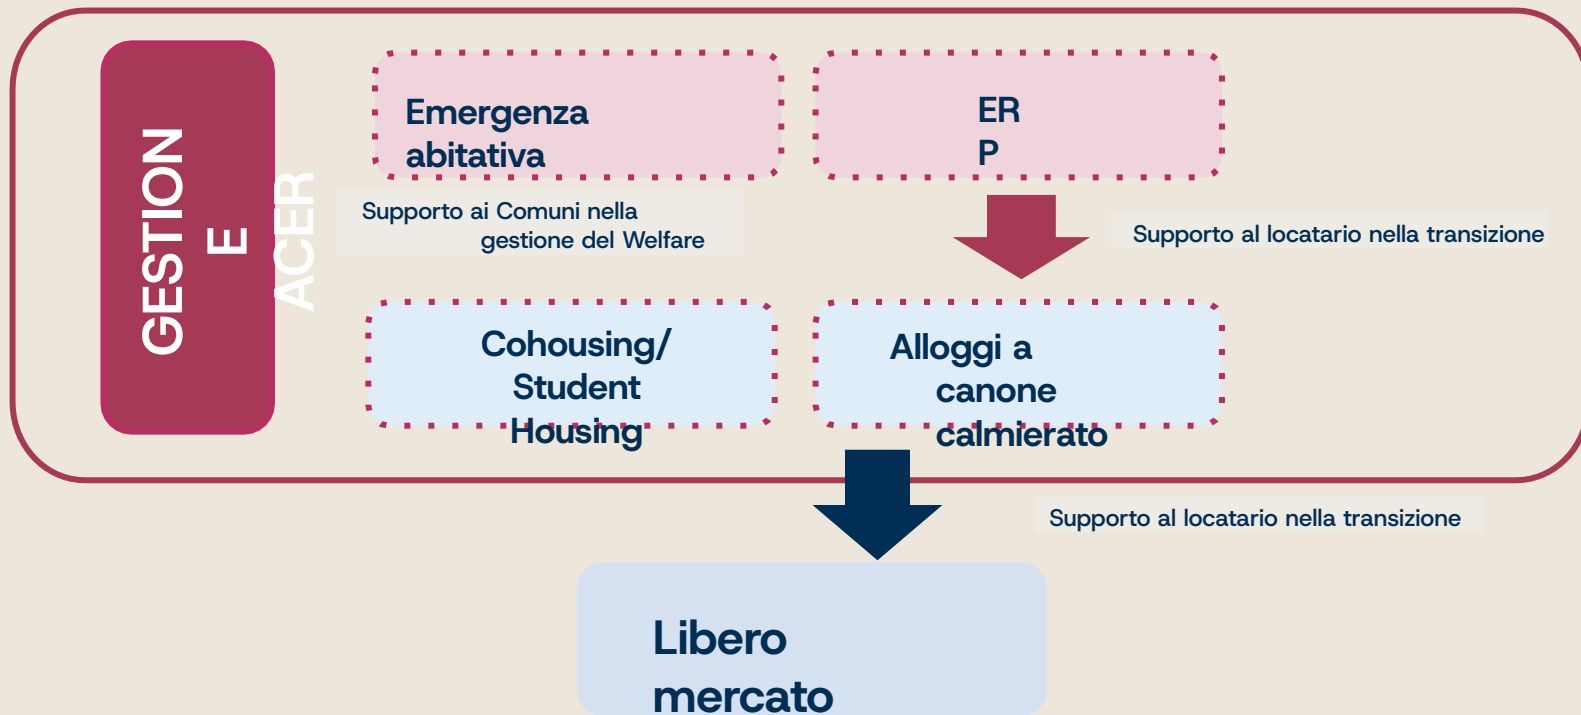 GESTION
E
ACER
Emergenza
abitativa
ER
P
Supporto ai Comuni nella
gestione del Welfare
Supporto al locatario nella transizione
Cohousing/
Student
Housing
Alloggi a
canone
calmierato
Supporto al locatario nella transizione
Libero
mercato